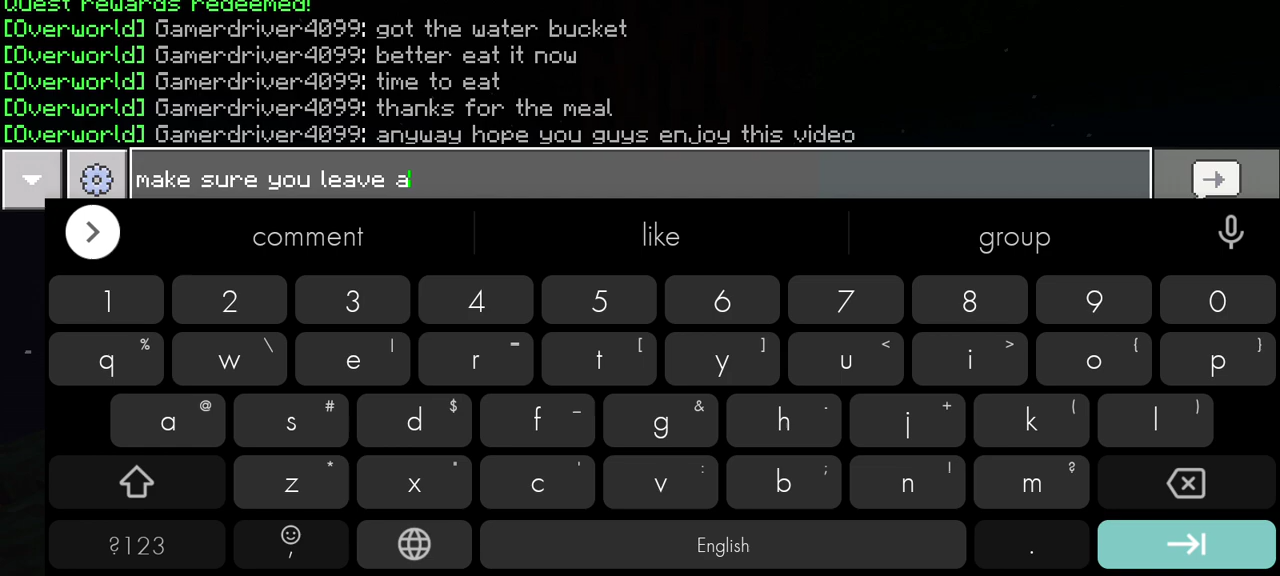 Quest rewards redeemed!
[Overworld] Gamerdriver4099: got the water bucket
[Overworld] Gamerdriver4099: better eat it now
[Overworld] Gamerdriver4099: time to eat
[Overworld] Gamerdriver4099: thanks for the meal
[Overworld] Gamerdriver4099: anyway hope you guys enjoy this video
make sure you leave a
comment like group
1 2 3 4 5 6 7 8 9 0
q % w \ e | r = t [ y ] u < i > o { p }
a @ s # d $ f _ g & h - j + k ( l )
z * x " c ' v : b ; n ! m ?
?123 , English .